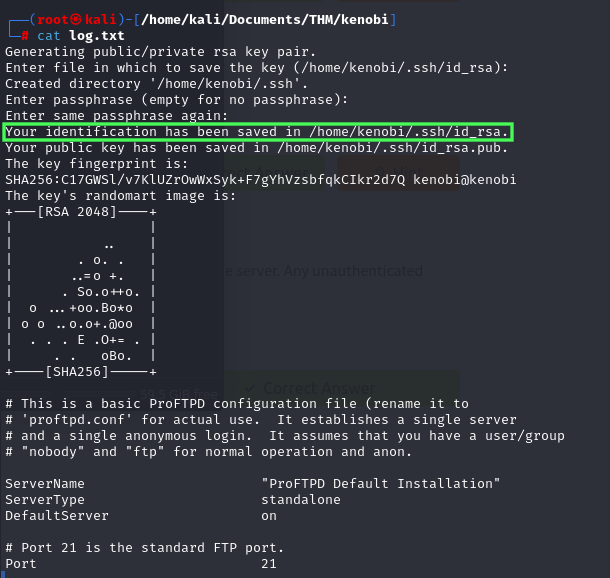 ┌──(root㉿kali)-[/home/kali/Documents/THM/kenobi]
└─# cat log.txt
Generating public/private rsa key pair.
Enter file in which to save the key (/home/kenobi/.ssh/id_rsa):
Created directory '/home/kenobi/.ssh'.
Enter passphrase (empty for no passphrase):
Enter same passphrase again:
Your identification has been saved in /home/kenobi/.ssh/id_rsa.
Your public key has been saved in /home/kenobi/.ssh/id_rsa.pub.
The key fingerprint is:
SHA256:C17GWSl/v7KlUZrOwWxSyk+F7gYhVzsbfqkCIkr2d7Q kenobi@kenobi
The key's randomart image is:
+---[RSA 2048]----+
|                 |
|           ..    |
|        . o. .   |
|       ..=o +.   |
|      . So.o++o. |
|  o ...+oo.Bo*o  |
| o o ..o.o+.@oo  |
|  . . . E .O+= . |
|     . .   oBo.  |
+----[SHA256]-----+
e server. Any unauthenticated
✓ Correct Answer
# This is a basic ProFTPD configuration file (rename it to
# 'proftpd.conf' for actual use.  It establishes a single server
# and a single anonymous login.  It assumes that you have a user/group
# "nobody" and "ftp" for normal operation and anon.
ServerName                      "ProFTPD Default Installation"
ServerType                      standalone
DefaultServer                   on
# Port 21 is the standard FTP port.
Port                            21